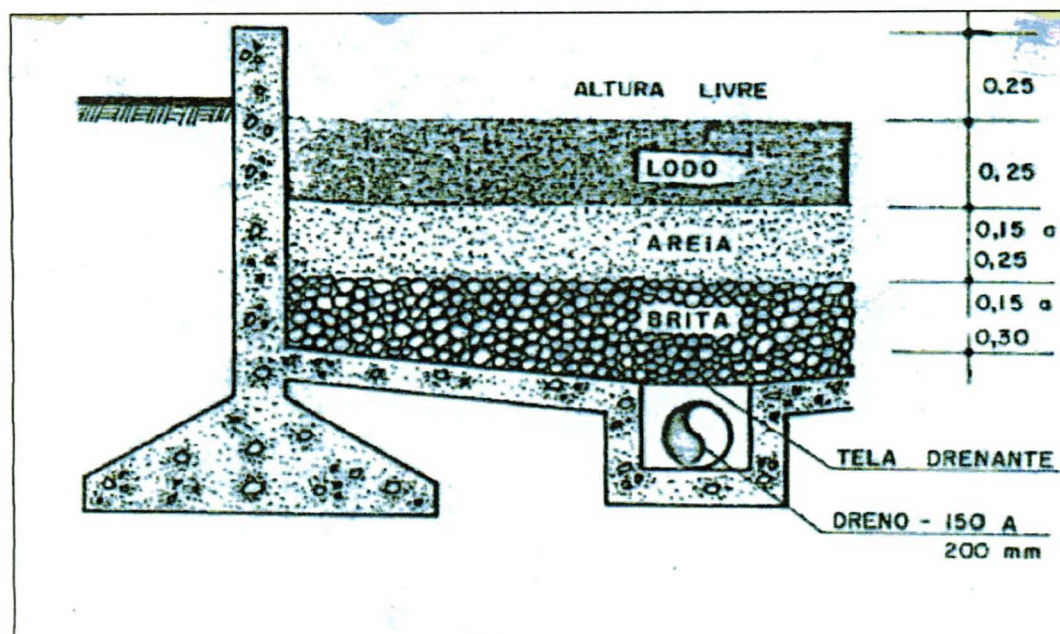 ALTURA LIVRE
0,25
LODO
0,25
AREIA
0,15 a
0,25
BRITA
0,15 a
0,30
TELA DRENANTE
DRENO - 150 A
200 mm